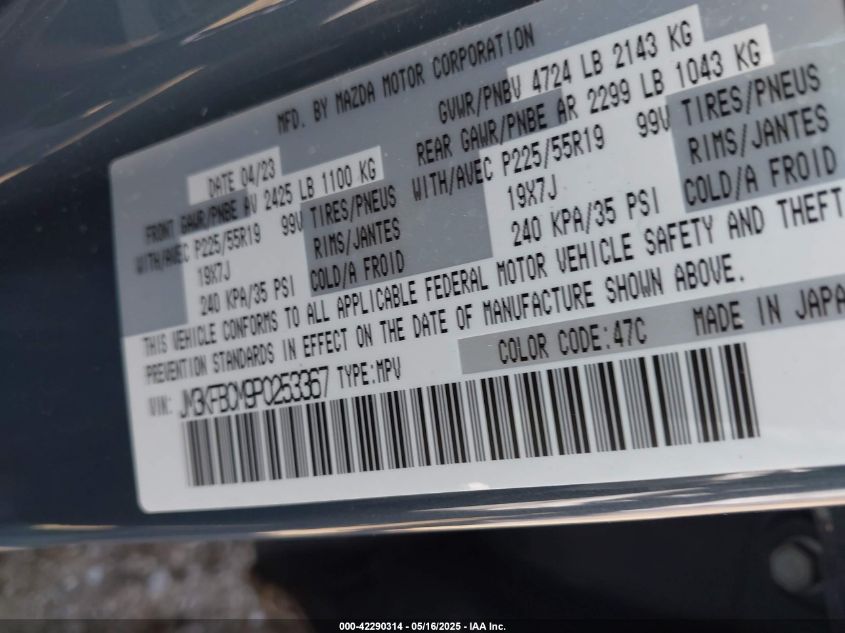 MFD. BY MAZDA MOTOR CORPORATION
DATE 04/23 GVWR/PNBV 4724 LB 2143 KG
FRONT GAWR/PNBE AV 2425 LB 1100 KG REAR GAWR/PNBE AR 2299 LB 1043 KG
WITH/AVEC P225/55R19 99V TIRES/PNEUS WITH/AVEC P225/55R19 99V TIRES/PNEUS
19X7J RIMS/JANTES 19X7J RIMS/JANTES
240 KPA/35 PSI COLD/A FROID 240 KPA/35 PSI COLD/A FROID
THIS VEHICLE CONFORMS TO ALL APPLICABLE FEDERAL MOTOR VEHICLE SAFETY AND THEFT
PREVENTION STANDARDS IN EFFECT ON THE DATE OF MANUFACTURE SHOWN ABOVE.
COLOR CODE:47C MADE IN JAPA
VIN: JM3KFBCM9P0253367 TYPE:MPV
000-42290314 - 05/16/2025 - IAA Inc.